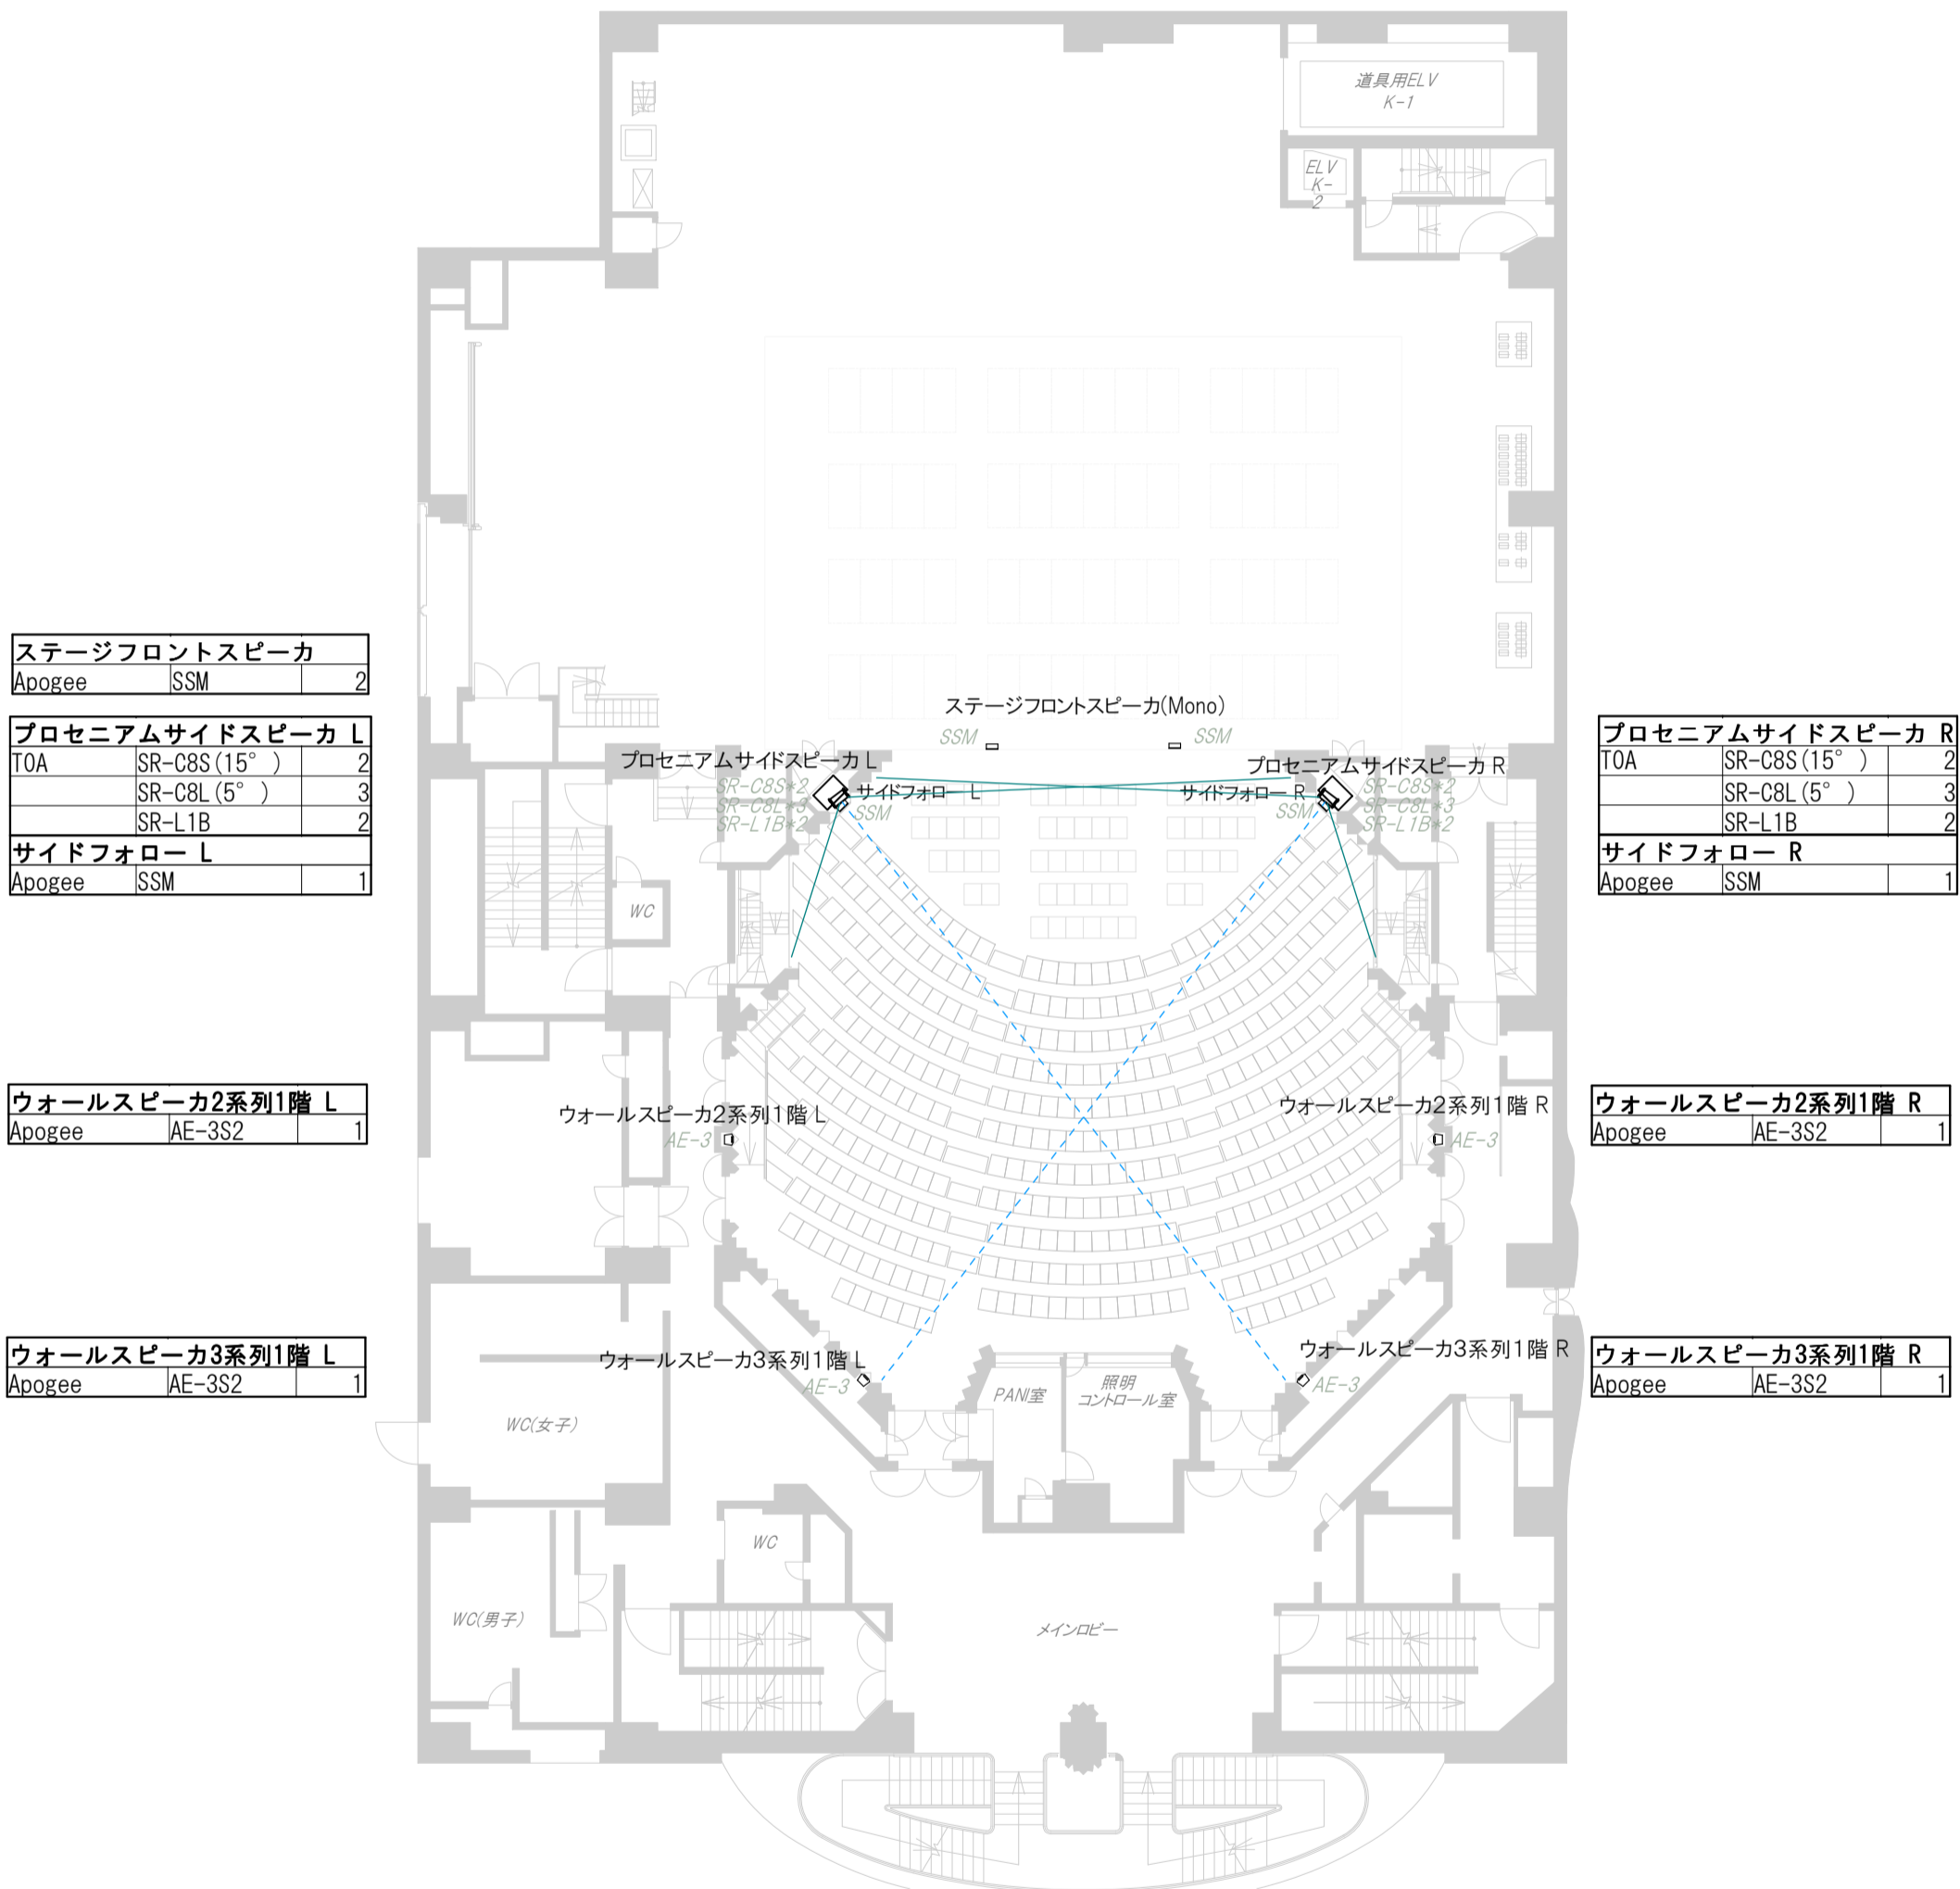 道具用ELV
K-1
ELV
K-
2
ステージフロントスピーカ
Apogee SSM 2
プロセニアムサイドスピーカ L
TOA SR-C8S(15° ) 2
SR-C8L(5° ) 3
SR-L1B 2
サイドフォロー L
Apogee SSM 1
プロセニアムサイドスピーカ R
TOA SR-C8S(15° ) 2
SR-C8L(5° ) 3
SR-L1B 2
サイドフォロー R
Apogee SSM 1
ステージフロントスピーカ(Mono)
SSM
SSM
プロセニアムサイドスピーカ L
SR-C8S*2
SR-C8L*3
SR-L1B*2
サイドフォロー L
SSM
プロセニアムサイドスピーカ R
サイドフォロー R
SSM
SR-C8S*2
SR-C8L*3
SR-L1B*2
WC
ウォールスピーカ2系列1階 L
Apogee AE-3S2 1
ウォールスピーカ2系列1階 L
AE-3
ウォールスピーカ2系列1階 R
AE-3
ウォールスピーカ2系列1階 R
Apogee AE-3S2 1
ウォールスピーカ3系列1階 L
Apogee AE-3S2 1
ウォールスピーカ3系列1階 L
AE-3
ウォールスピーカ3系列1階 R
AE-3
ウォールスピーカ3系列1階 R
Apogee AE-3S2 1
WC(女子)
PANI室
照明
コントロール室
WC
WC(男子)
メインロビー